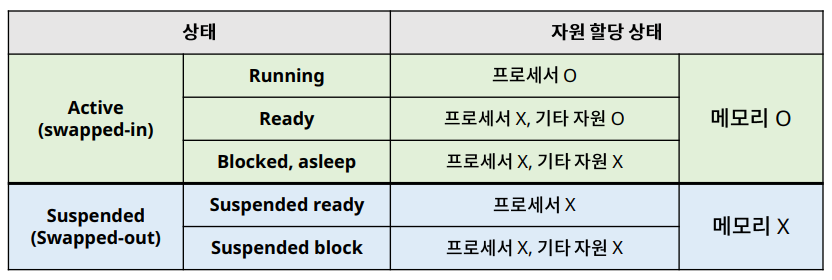 상태 자원 할당 상태
Active
(swapped-in)
Running 프로세서 O
Ready 프로세서 X, 기타 자원 O
Blocked, asleep 프로세서 X, 기타 자원 X
메모리 O
Suspended
(Swapped-out)
Suspended ready 프로세서 X
Suspended block 프로세서 X, 기타 자원 X
메모리 X